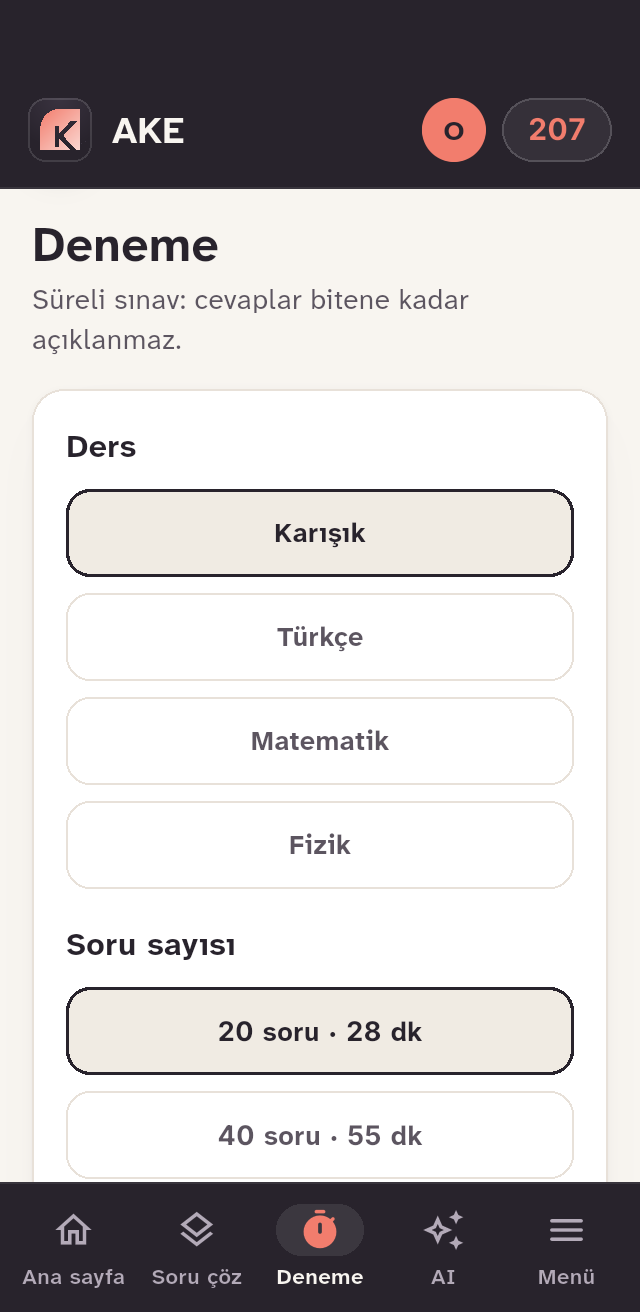 K
AKE
O
207
Deneme
Süreli sınav: cevaplar bitene kadar
açıklanmaz.
Ders
Karışık
Türkçe
Matematik
Fizik
Soru sayısı
20 soru · 28 dk
40 soru · 55 dk
Ana sayfa
Soru çöz
Deneme
AI
Menü